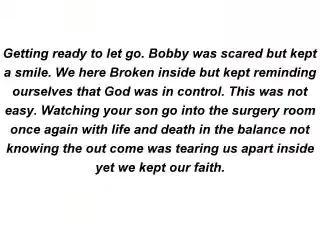 Getting ready to let go. Bobby was scared but kept
a smile. We here Broken inside but kept reminding
ourselves that God was in control. This was not
easy. Watching your son go into the surgery room
once again with life and death in the balance not
knowing the out come was tearing us apart inside
yet we kept our faith.